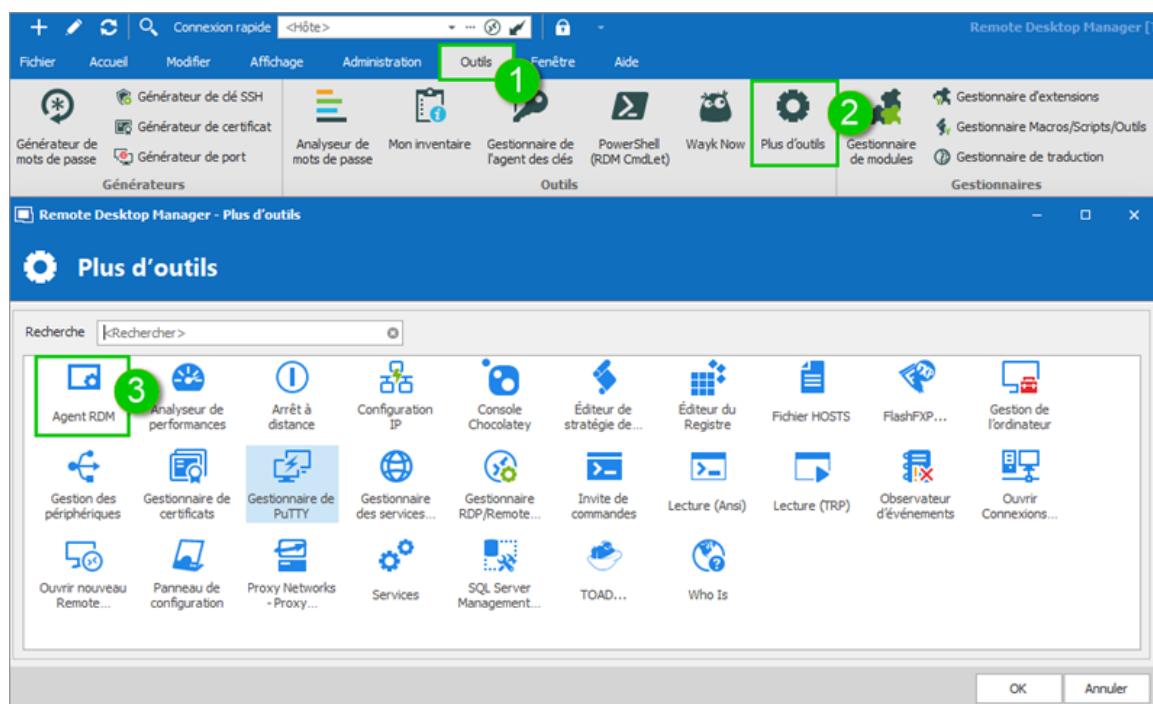 Connexion rapide <Hôte> Remote Desktop Manager [
Fichier Accueil Modifier Affichage Administration Outils Fenêtre Aide
1
Générateur de mots de passe
Générateur de clé SSH
Générateur de certificat
Générateur de port
Générateurs
Analyseur de mots de passe
Mon inventaire
Gestionnaire de l'agent des clés
PowerShell (RDM CmdLet)
Wayk Now
Plus d'outils
Outils
2
Gestionnaire de modules
Gestionnaire d'extensions
Gestionnaire Macros/Scripts/Outils
Gestionnaire de traduction
Gestionnaires
Remote Desktop Manager - Plus d'outils
Plus d'outils
Recherche <Rechercher>
3
Agent RDM
Analyseur de performances
Arrêt à distance
Configuration IP
Console Chocolatey
Éditeur de stratégie de...
Éditeur du Registre
Fichier HOSTS
FlashFXP...
Gestion de l'ordinateur
Gestion des périphériques
Gestionnaire de certificats
Gestionnaire de PuTTY
Gestionnaire des services...
Gestionnaire RDP/Remote...
Invite de commandes
Lecture (Ansi)
Lecture (TRP)
Observateur d'événements
Ouvrir Connexions...
Ouvrir nouveau Remote...
Panneau de configuration
Proxy Networks - Proxy...
Services
SQL Server Management...
TOAD...
Who Is
OK Annuler